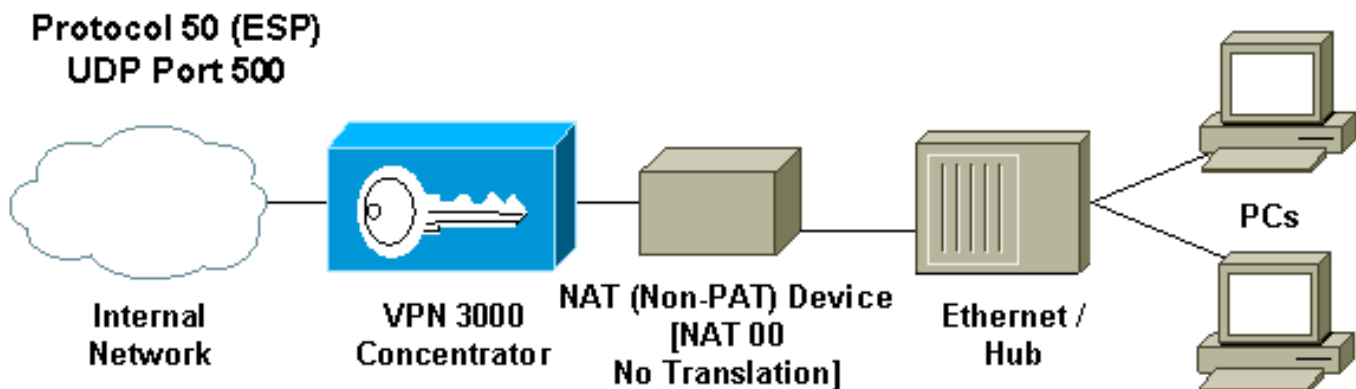 Protocol 50 (ESP)
UDP Port 500
Internal
Network
VPN 3000
Concentrator
NAT (Non-PAT) Device
[NAT 00
No Translation]
Ethernet /
Hub
PCs